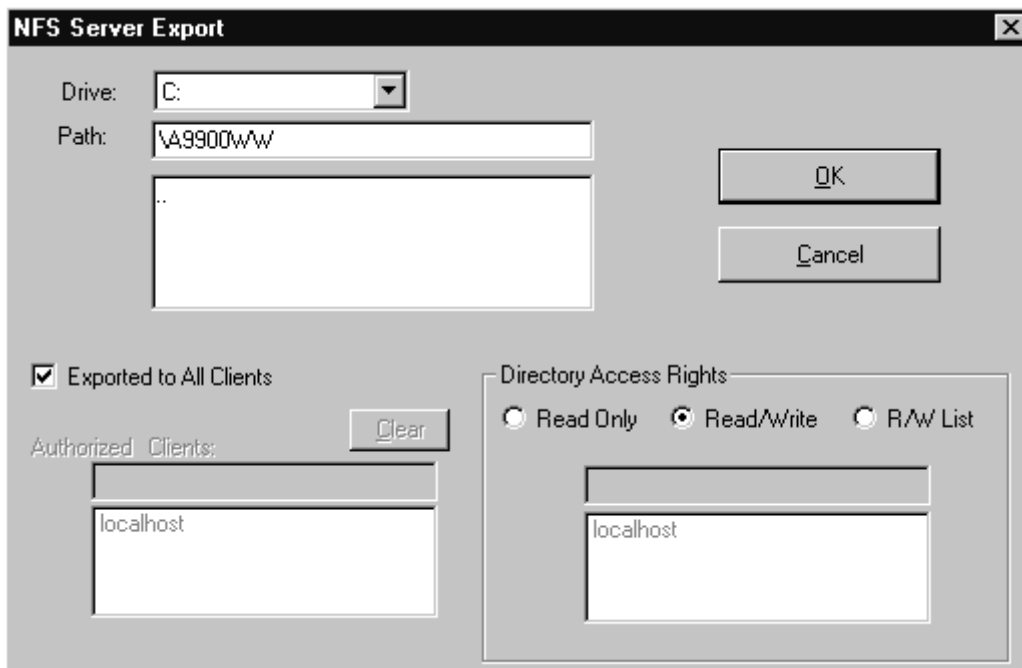 NFS Server Export
Drive: C:
Path: \A9900WW
..
OK
Cancel
Exported to All Clients
Clear
Authorized Clients:
localhost
Directory Access Rights
Read Only Read/Write R/W List
localhost